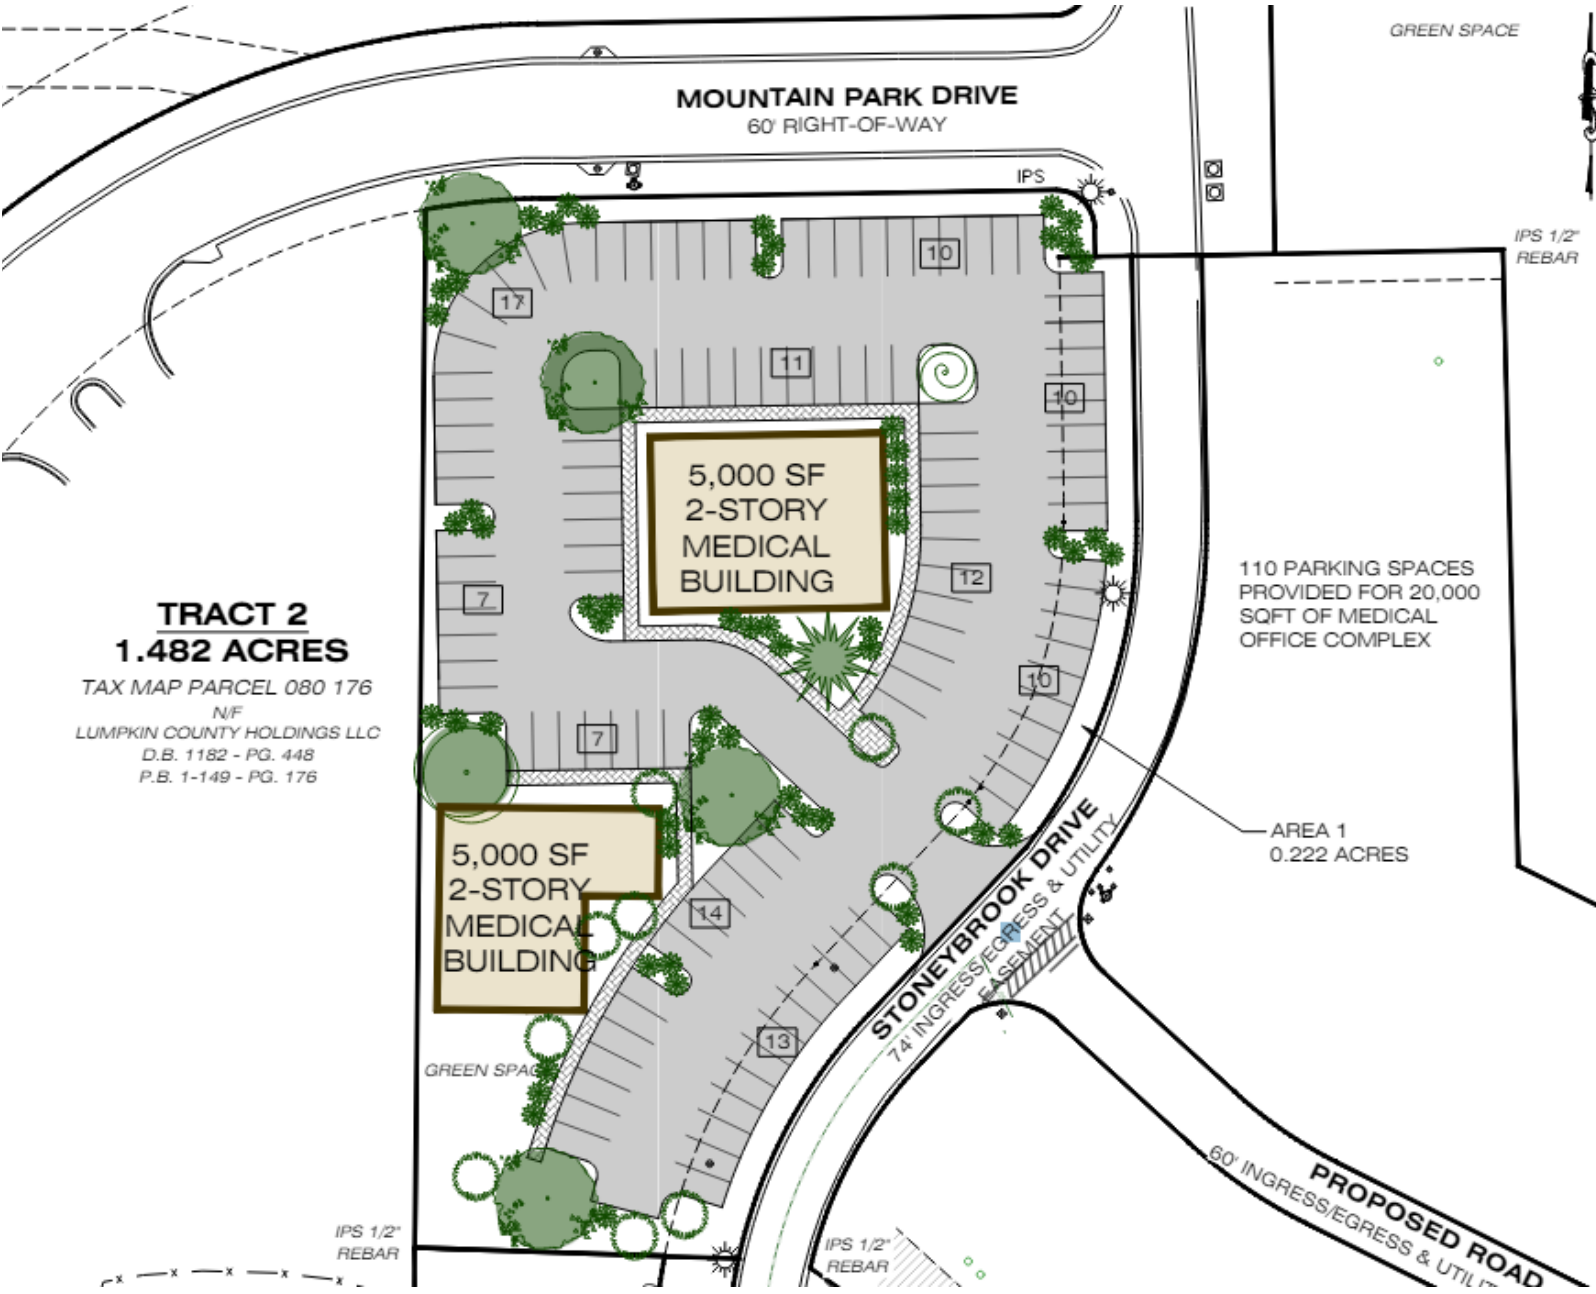 GREEN SPACE
MOUNTAIN PARK DRIVE
60' RIGHT-OF-WAY
IPS
IPS 1/2"
REBAR
10
17
11
10
5,000 SF
2-STORY
MEDICAL
BUILDING
12
7
10
7
110 PARKING SPACES
PROVIDED FOR 20,000
SQFT OF MEDICAL
OFFICE COMPLEX
TRACT 2
1.482 ACRES
TAX MAP PARCEL 080 176
N/F
LUMPKIN COUNTY HOLDINGS LLC
D.B. 1182 - PG. 448
P.B. 1-149 - PG. 176
AREA 1
0.222 ACRES
5,000 SF
2-STORY
MEDICAL
BUILDING
14
13
STONEYBROOK DRIVE
74' INGRESS/EGRESS & UTILITY
EASEMENT
GREEN SPAC
PROPOSED ROAD
60' INGRESS/EGRESS & UTILIT
IPS 1/2"
REBAR
IPS 1/2"
REBAR
x x x x